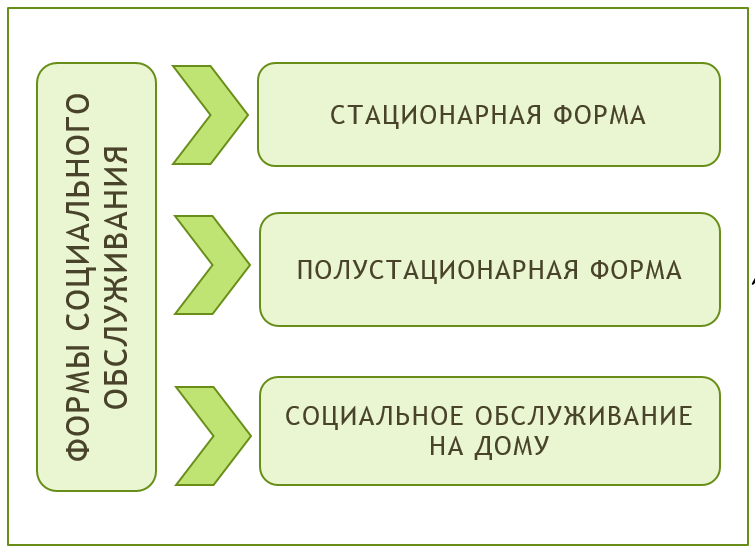 ФОРМЫ СОЦИАЛЬНОГО
ОБСЛУЖИВАНИЯ
СТАЦИОНАРНАЯ ФОРМА
ПОЛУСТАЦИОНАРНАЯ ФОРМА
СОЦИАЛЬНОЕ ОБСЛУЖИВАНИЕ
НА ДОМУ